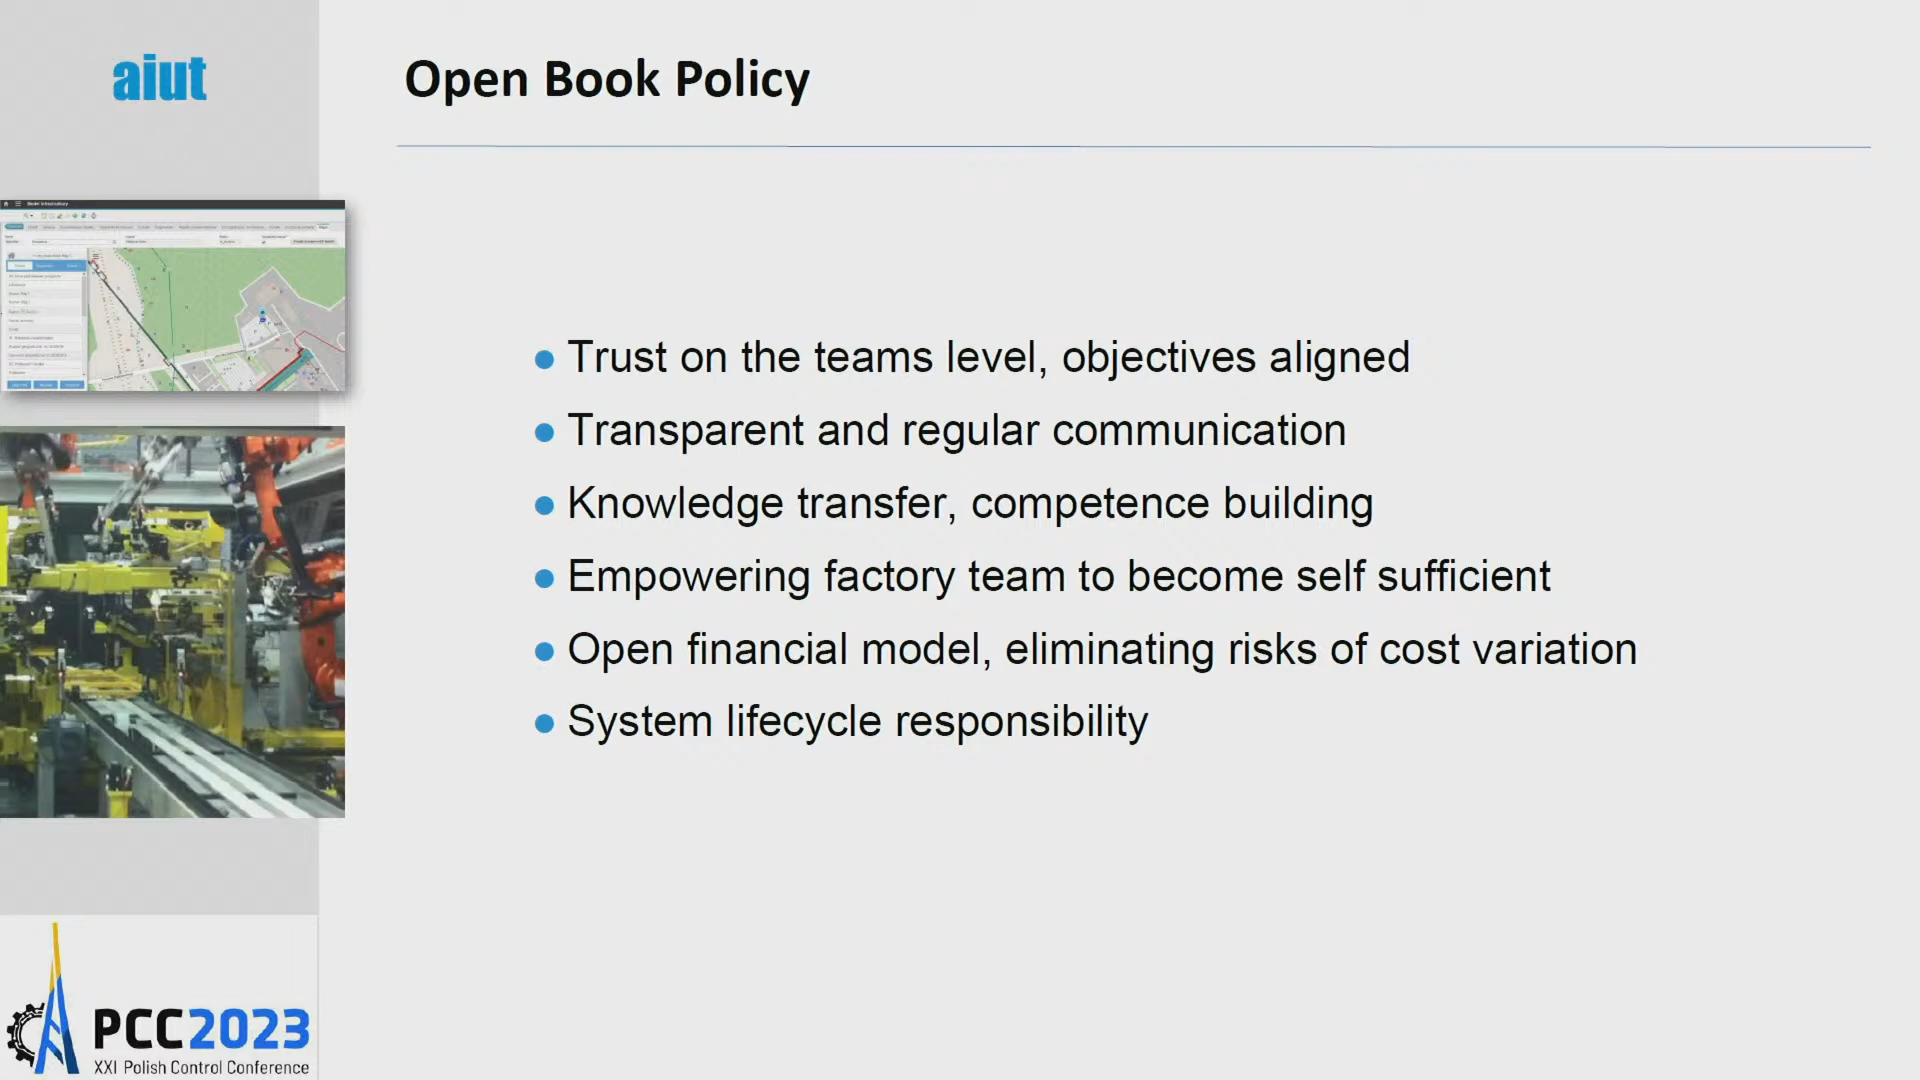 aiut
Open Book Policy
Trust on the teams level, objectives aligned
Transparent and regular communication
Knowledge transfer, competence building
Empowering factory team to become self sufficient
Open financial model, eliminating risks of cost variation
System lifecycle responsibility
PCC2023
XXI Polish Control Conference